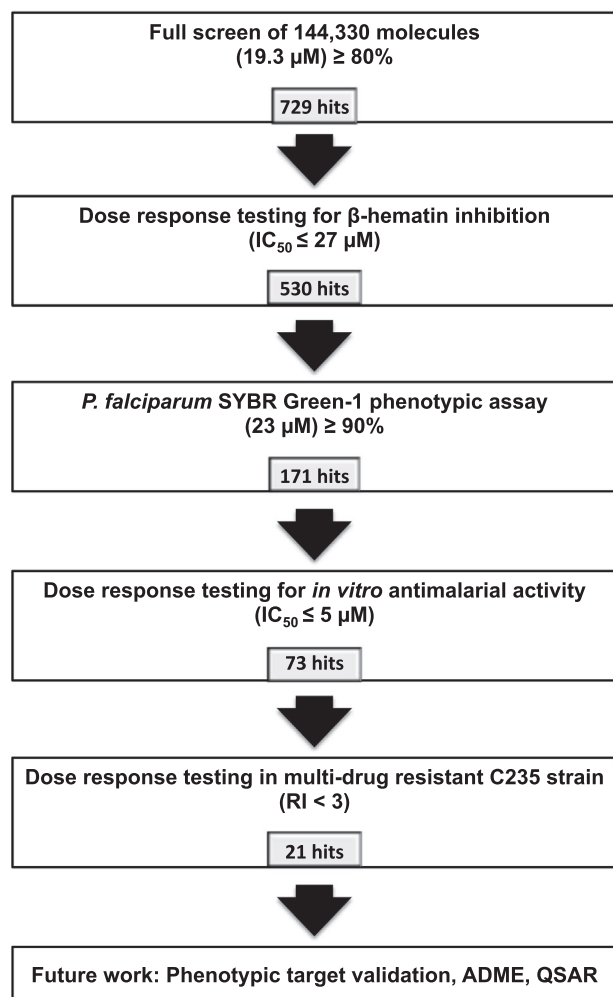 Full screen of 144,330 molecules
(19.3 µM) ≥ 80%
729 hits
Dose response testing for β-hematin inhibition
(IC50 ≤ 27 µM)
530 hits
P. falciparum SYBR Green-1 phenotypic assay
(23 µM) ≥ 90%
171 hits
Dose response testing for in vitro antimalarial activity
(IC50 ≤ 5 µM)
73 hits
Dose response testing in multi-drug resistant C235 strain
(RI < 3)
21 hits
Future work: Phenotypic target validation, ADME, QSAR